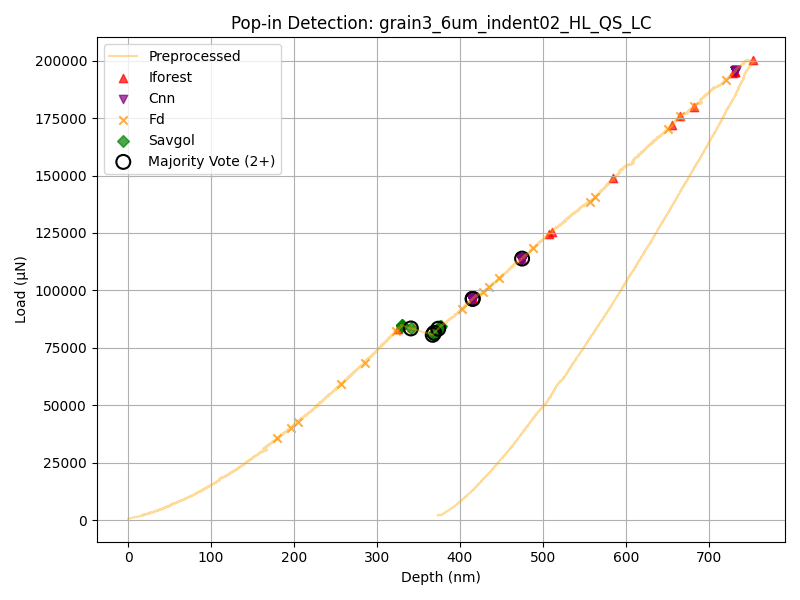 Pop-in Detection: grain3_6um_indent02_HL_QS_LC
Preprocessed
Iforest
Cnn
Fd
Savgol
Majority Vote (2+)
Load (µN)
200000
175000
150000
125000
100000
75000
50000
25000
0
0 100 200 300 400 500 600 700
Depth (nm)